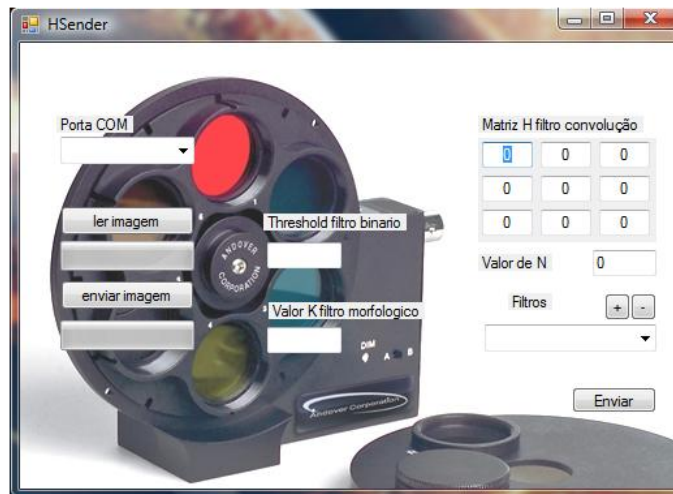 HSender
Porta COM
ler imagem
enviar imagem
Threshold filtro binario
Valor K filtro morfologico
Matriz H filtro convolução
0 0 0
0 0 0
0 0 0
Valor de N 0
Filtros + -
Enviar
ANDOVER
CORPORATION
DIM
A B
Andover Corporation